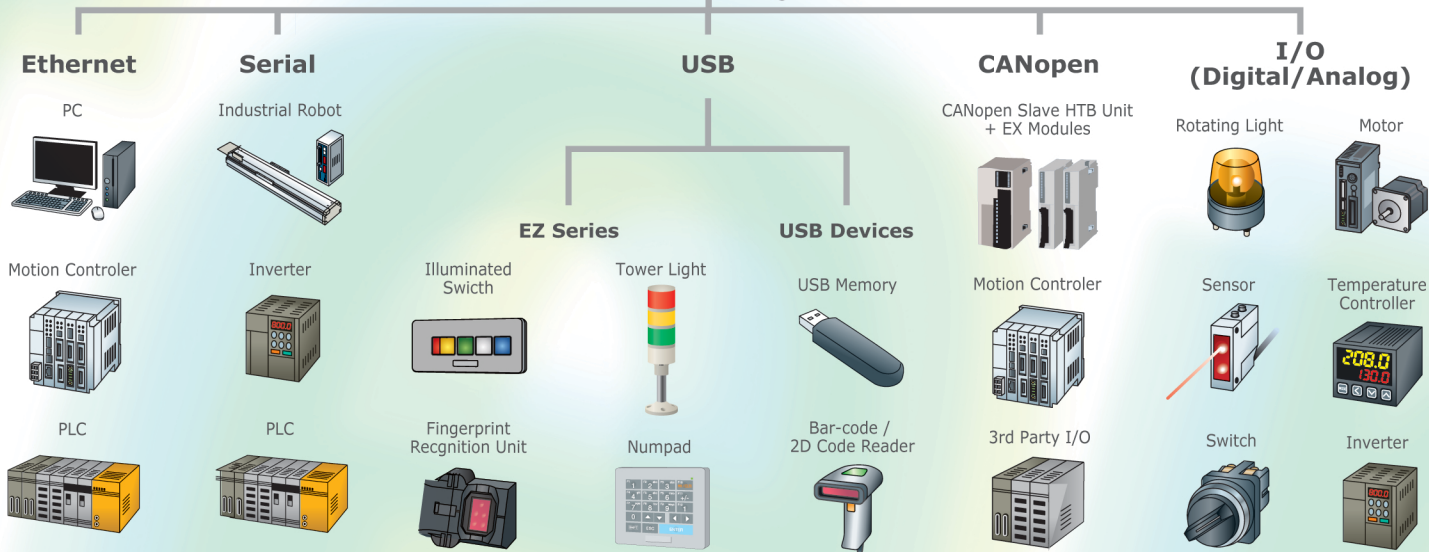 Ethernet
PC
Motion Controler
PLC
Serial
Industrial Robot
Inverter
PLC
USB
EZ Series
Illuminated
Swicth
Fingerprint
Recgnition Unit
Tower Light
Numpad
USB Devices
USB Memory
Bar-code /
2D Code Reader
CANopen
CANopen Slave HTB Unit
+ EX Modules
Motion Controler
3rd Party I/O
I/O
(Digital/Analog)
Rotating Light
Sensor
Switch
Motor
Temperature
Controller
208.0
130.0
Inverter